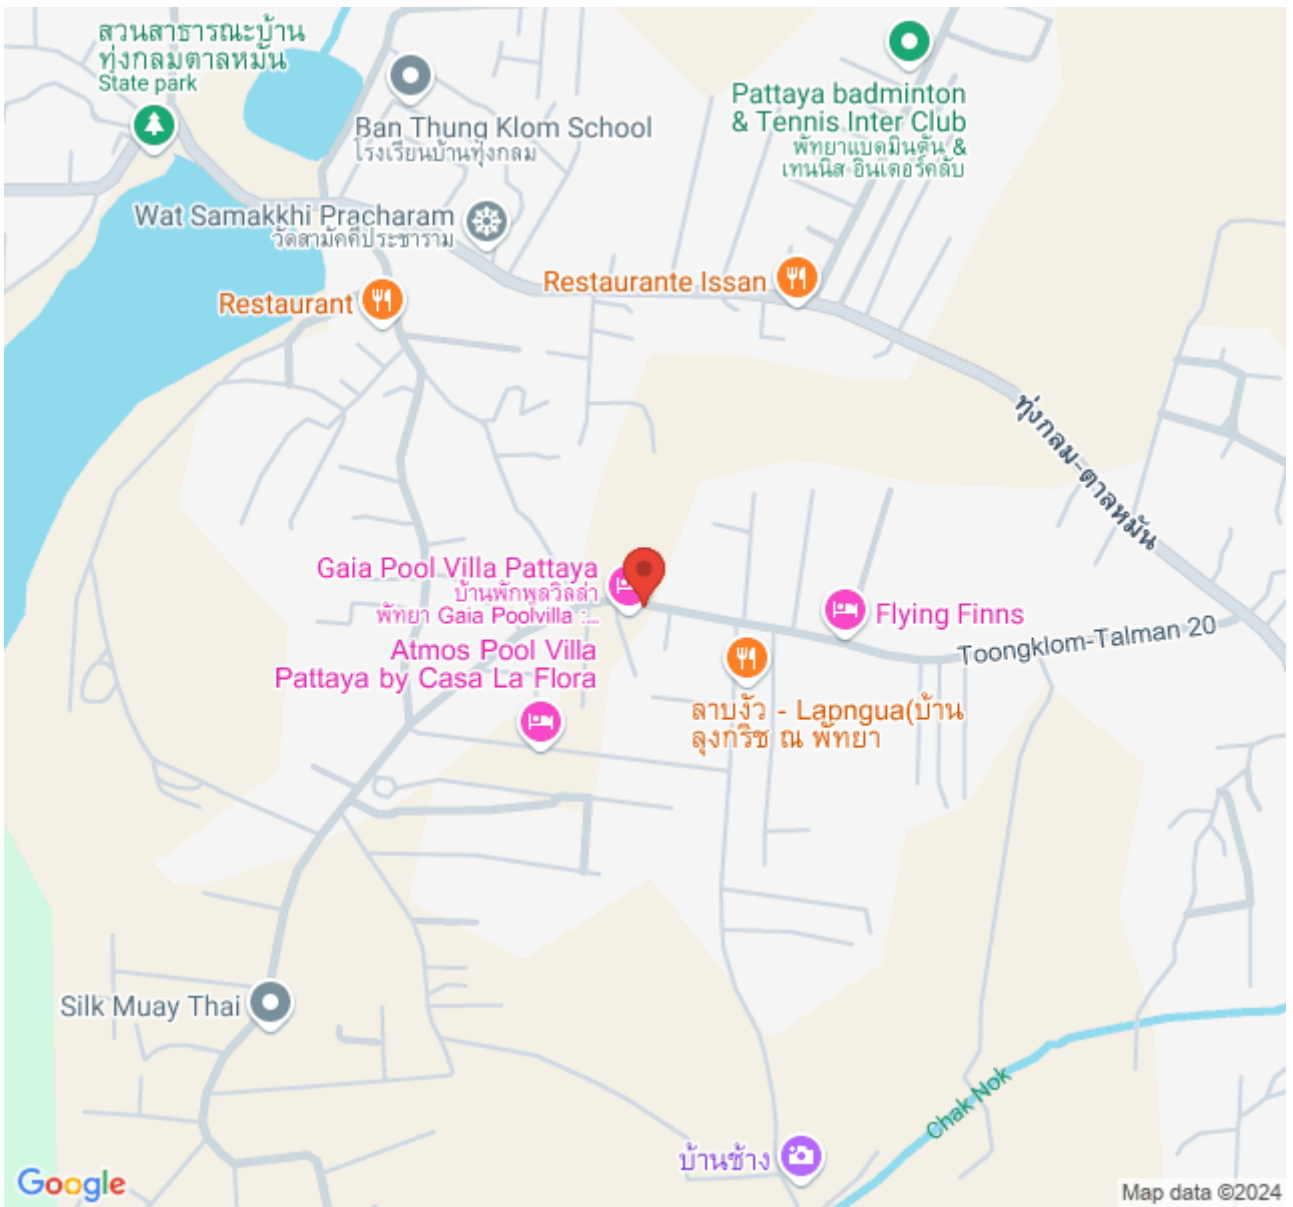 สวนสาธารณะบ้าน
ทุ่งกลมตาลหมัน
State park
Ban Thung Klom School
โรงเรียนบ้านทุ่งกลม
Pattaya badminton
& Tennis Inter Club
พัทยาแบดมินตัน &
เทนนิส อินเตอร์คลับ
Wat Samakkhi Pracharam
วัดสามัคคีประชาราม
Restaurant
Restaurante Issan
ทุ่งกลม-ตาลหมัน
Gaia Pool Villa Pattaya
บ้านพักพูลวิลล่า
พัทยา Gaia Poolvilla :...
Flying Finns
Toongklom-Talman 20
Atmos Pool Villa
Pattaya by Casa La Flora
ลาบงัว - Lapngua(บ้าน
ลุงกริช ณ พัทยา
Silk Muay Thai
Chak Nok
บ้านช้าง
Google
Map data ©2024